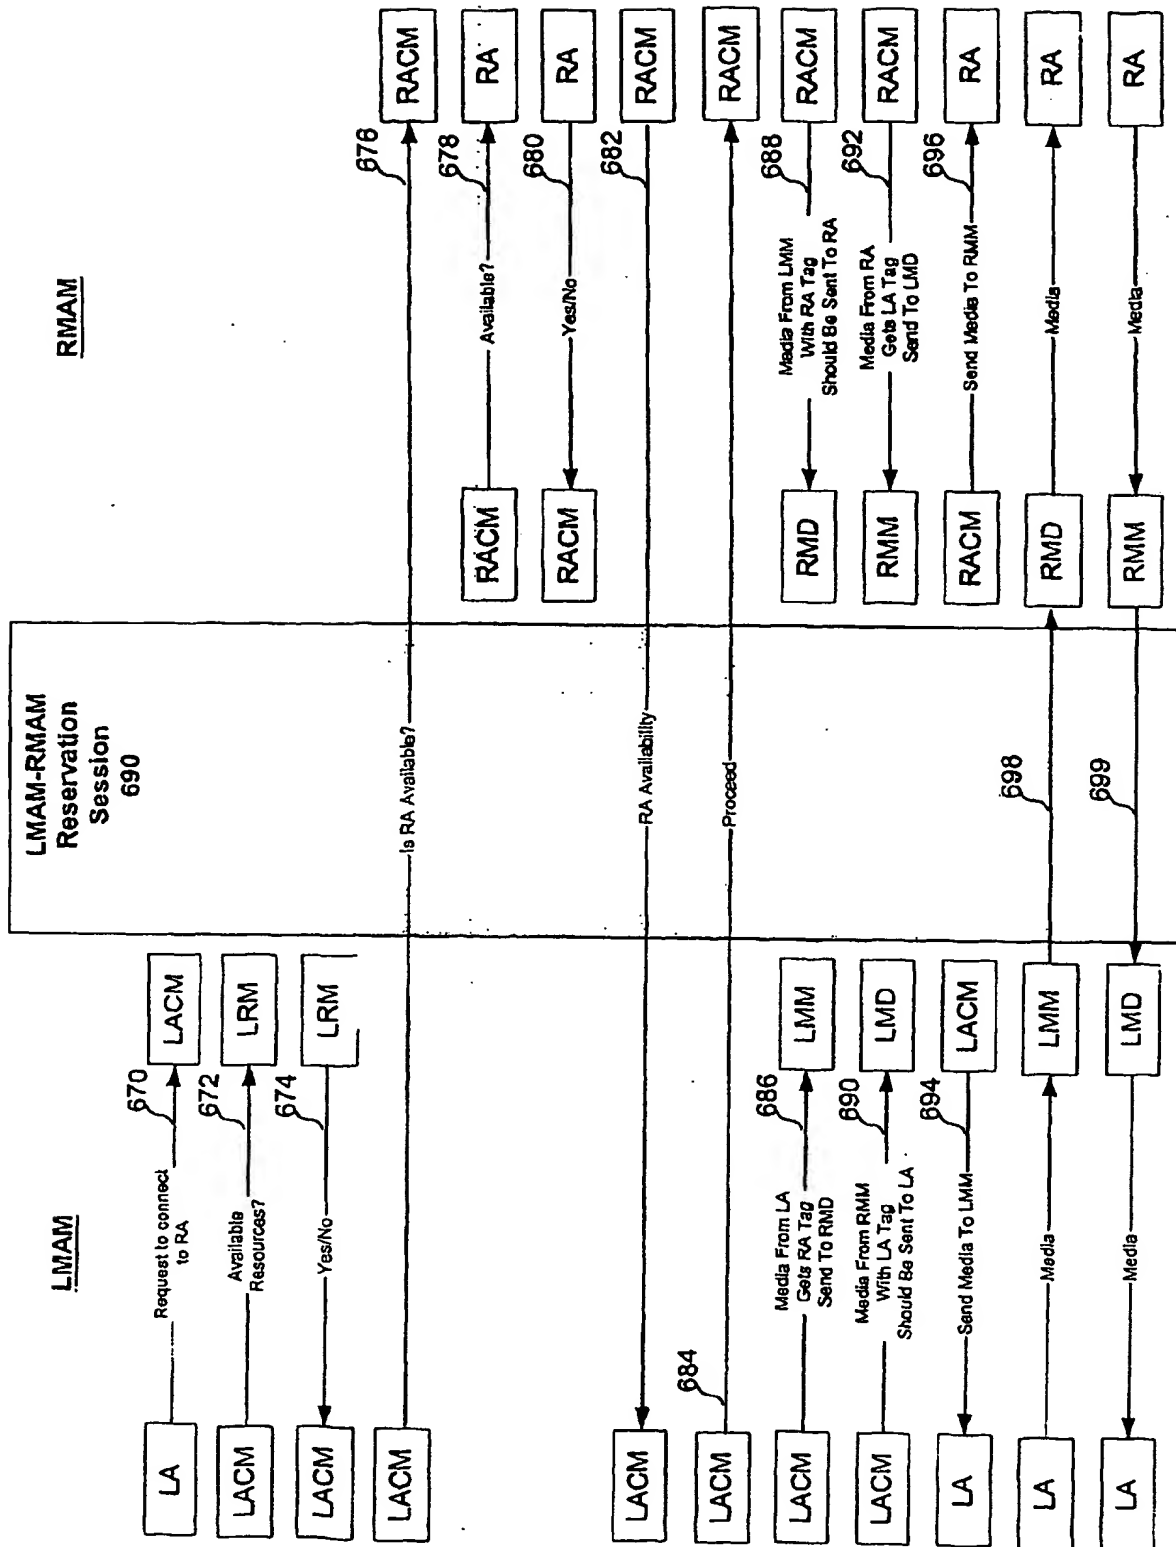 LMAM
LMAM-RMAM
Reservation
Session
690
RMAM
LA
Request to connect
to RA
670
LACM
LACM
Available
Resources?
672
LRM
LACM
Yes/No
674
LRM
LACM
Is RA Available?
676
RACM
RACM
Available?
678
RA
RACM
Yes/No
680
RA
LACM
RA Availability
682
RACM
LACM
684
Proceed
RACM
LACM
Media From LA
Gets RA Tag
Send To RMD
686
LMM
RMD
Media From LMM
With RA Tag
Should Be Sent To RA
688
RACM
LACM
Media From RMM
With LA Tag
Should Be Sent To LA
690
LMD
RMM
Media From RA
Gets LA Tag
Send To LMD
692
RACM
LA
Send Media To LMM
694
LACM
RACM
Send Media To RMM
696
RA
LA
Media
LMM
698
RMD
Media
RA
LA
Media
LMD
699
RMM
Media
RA